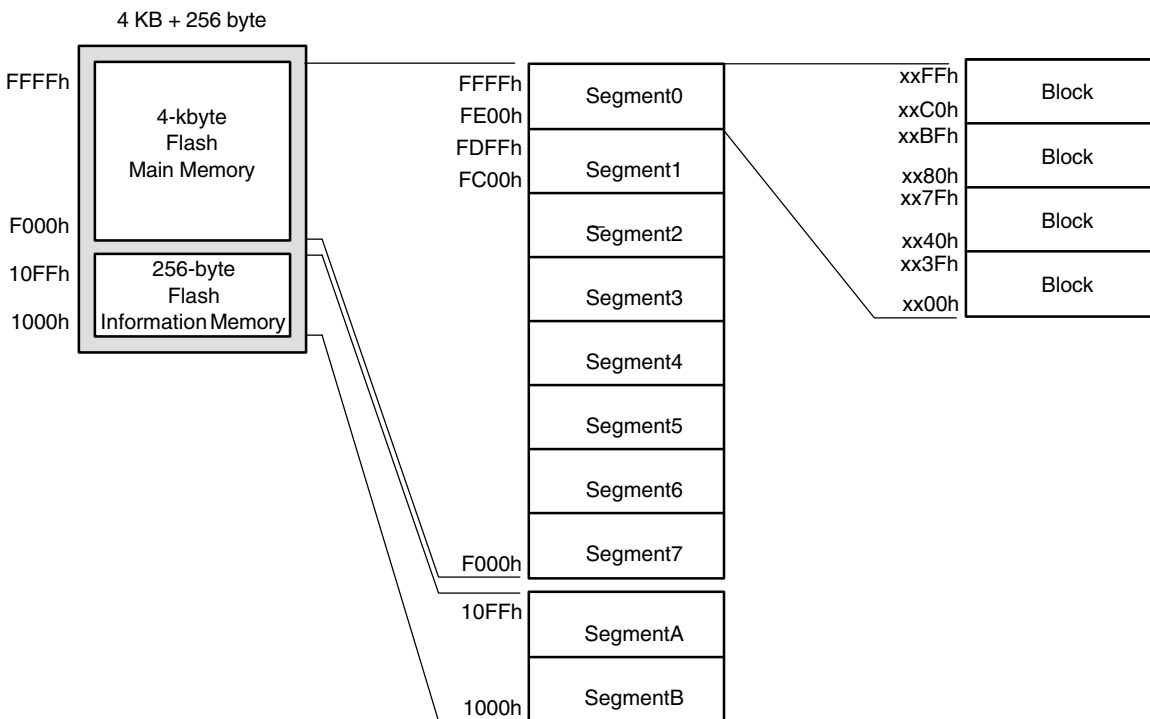 4 KB + 256 byte
FFFFh
4-kbyte
Flash
Main Memory
F000h
10FFh
256-byte
Flash
Information Memory
1000h
FFFFh
Segment0
FE00h
FDFFh
Segment1
FC00h
Segment2
Segment3
Segment4
Segment5
Segment6
Segment7
F000h
10FFh
SegmentA
SegmentB
1000h
xxFFh
Block
xxC0h
xxBFh
Block
xx80h
xx7Fh
Block
xx40h
xx3Fh
Block
xx00h